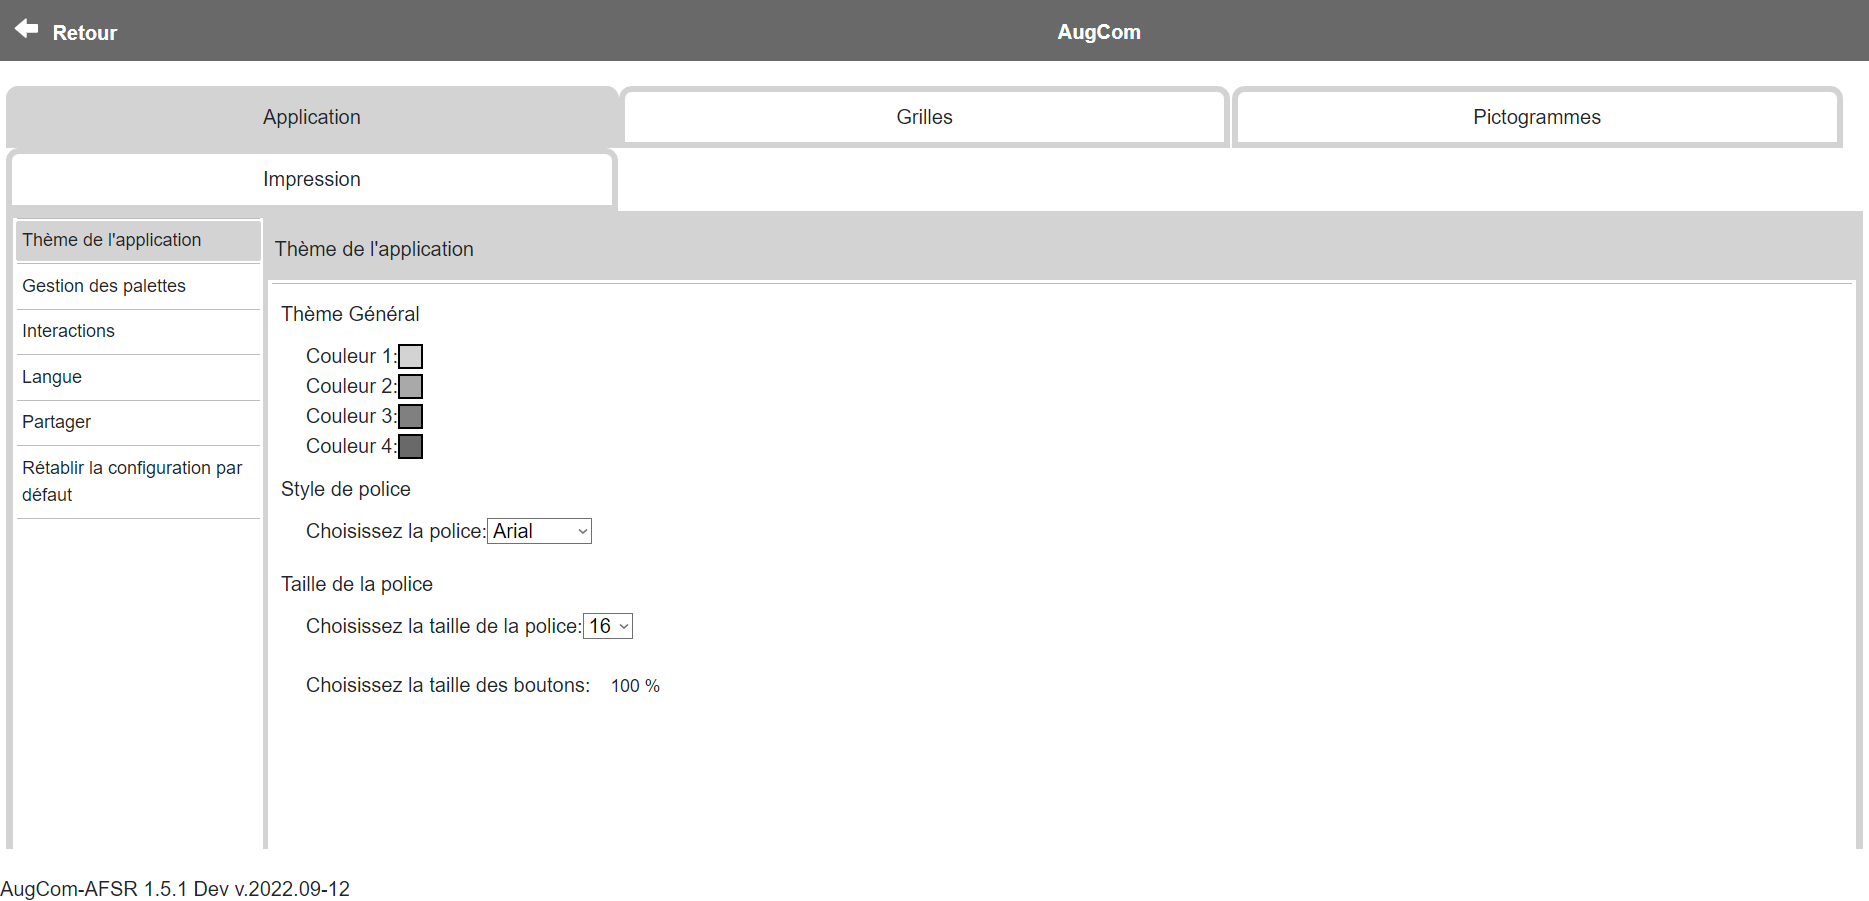 Retour
AugCom
Application
Grilles
Pictogrammes
Impression
Thème de l'application
Gestion des palettes
Interactions
Langue
Partager
Rétablir la configuration par
défaut
Thème de l'application
Thème Général
Couleur 1:
Couleur 2:
Couleur 3:
Couleur 4:
Style de police
Choisissez la police: Arial
Taille de la police
Choisissez la taille de la police: 16
Choisissez la taille des boutons: 100 %
AugCom-AFSR 1.5.1 Dev v.2022.09-12